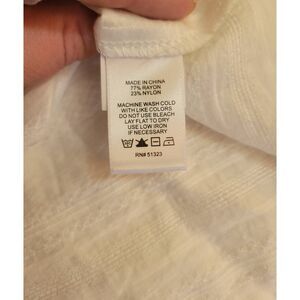 MADE IN CHINA
77% RAYON
23% NYLON
MACHINE WASH COLD
WITH LIKE COLORS
DO NOT USE BLEACH
LAY FLAT TO DRY
USE LOW IRON
IF NECESSARY
RN# 51323